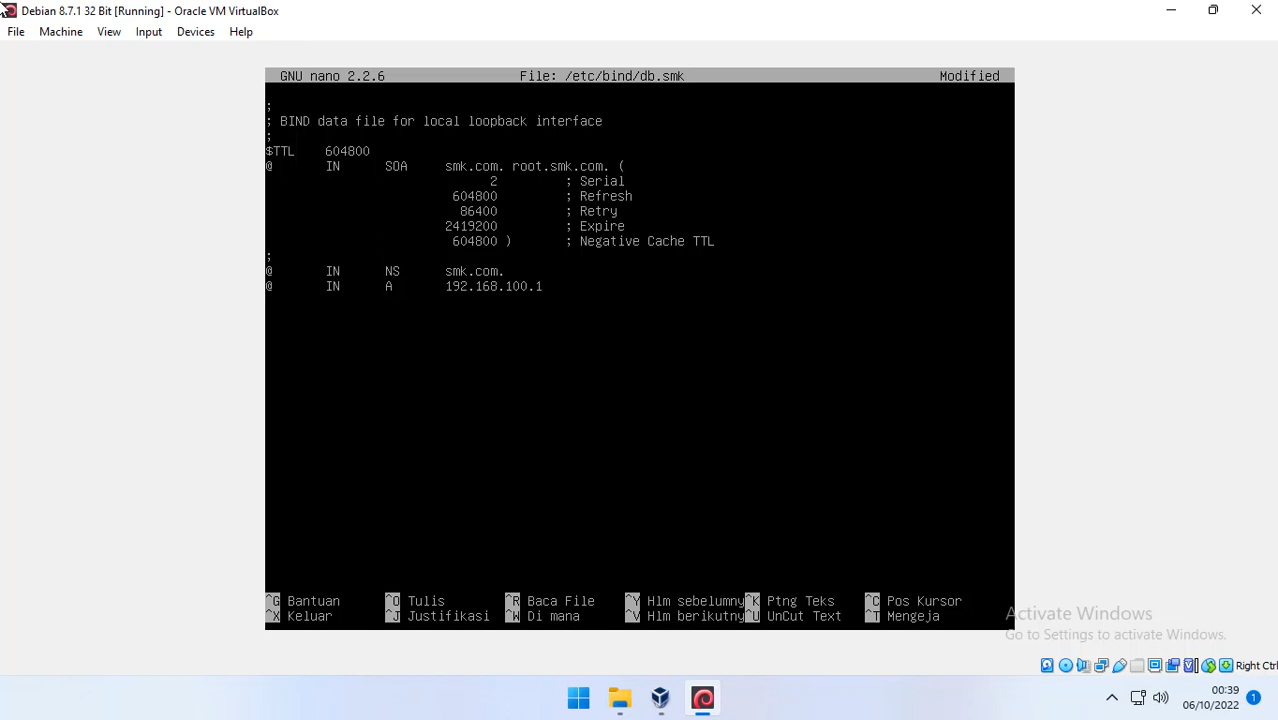 Debian 8.7.1 32 Bit [Running] - Oracle VM VirtualBox
File Machine View Input Devices Help
GNU nano 2.2.6 File: /etc/bind/db.smk Modified
;
; BIND data file for local loopback interface
;
$TTL 604800
@ IN SOA smk.com. root.smk.com. (
2 ; Serial
604800 ; Refresh
86400 ; Retry
2419200 ; Expire
604800 ) ; Negative Cache TTL
;
@ IN NS smk.com.
@ IN A 192.168.100.1
^G Bantuan ^O Tulis ^R Baca File ^Y Hlm sebelumny ^K Ptng Teks ^C Pos Kursor
^X Keluar ^J Justifikasi ^W Di mana ^V Hlm berikutny ^U UnCut Text ^T Mengeja
Activate Windows
Go to Settings to activate Windows.
Right Ctrl
00:39
06/10/2022
1